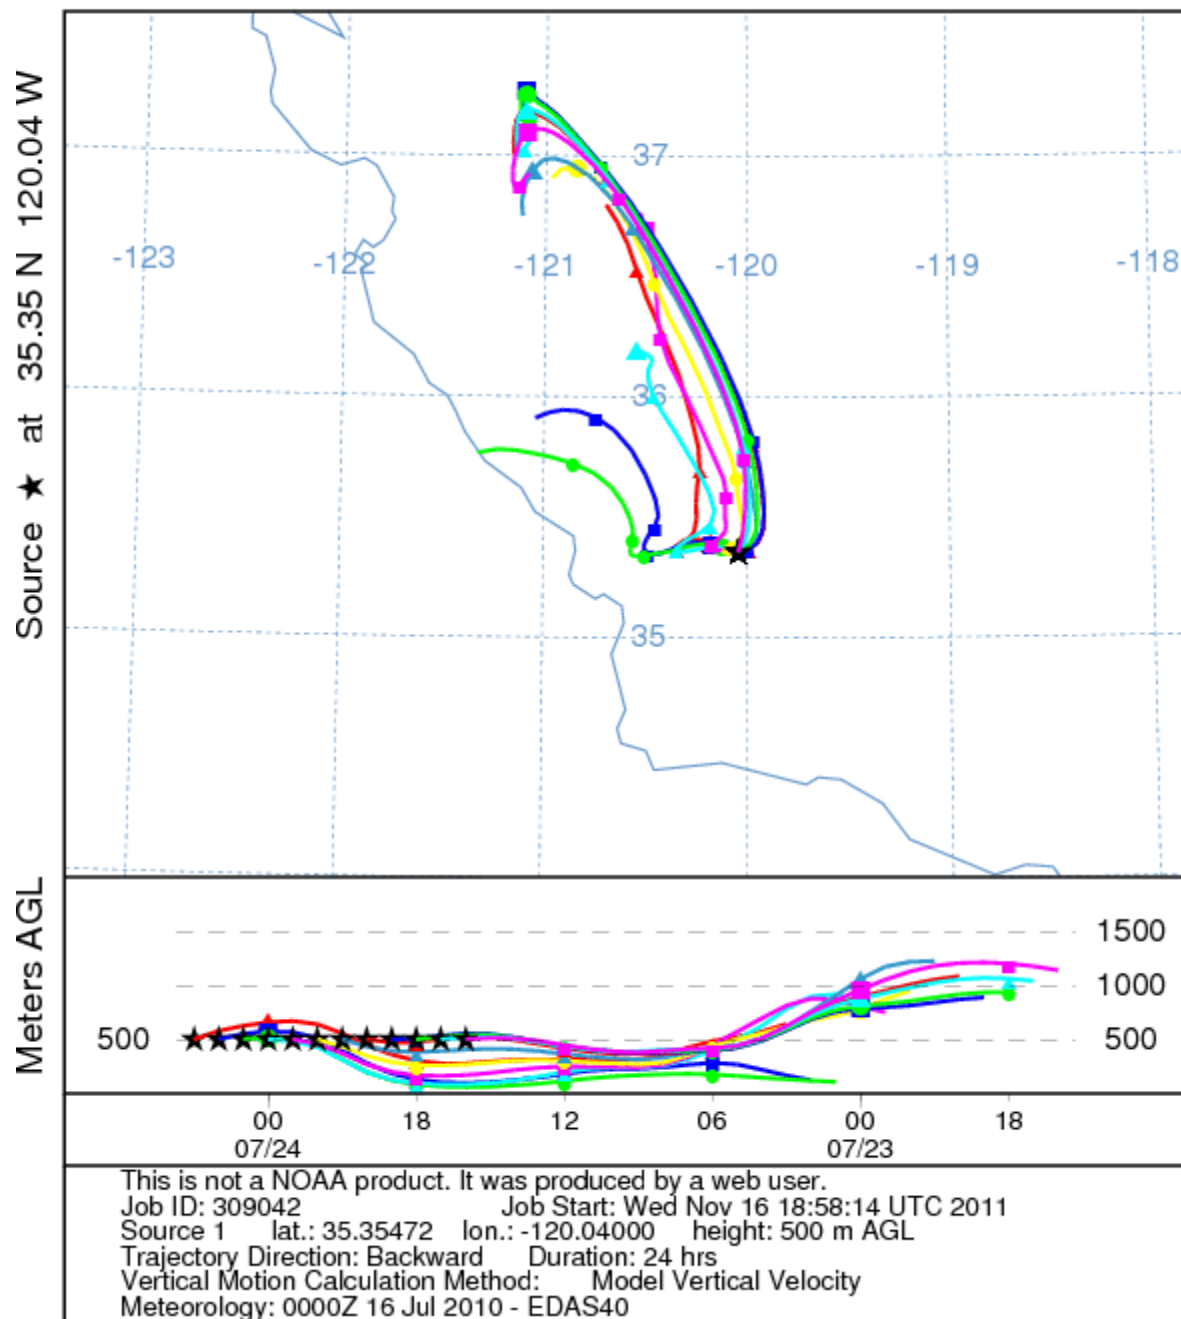 Source ★ at 35.35 N 120.04 W
37
-123
-122
-121
-120
-119
-118
36
35
Meters AGL
1500
1000
500
500
00
18
12
06
00
18
07/24
07/23
This is not a NOAA product. It was produced by a web user.
Job ID: 309042 Job Start: Wed Nov 16 18:58:14 UTC 2011
Source 1 lat.: 35.35472 lon.: -120.04000 height: 500 m AGL
Trajectory Direction: Backward Duration: 24 hrs
Vertical Motion Calculation Method: Model Vertical Velocity
Meteorology: 0000Z 16 Jul 2010 - EDAS40